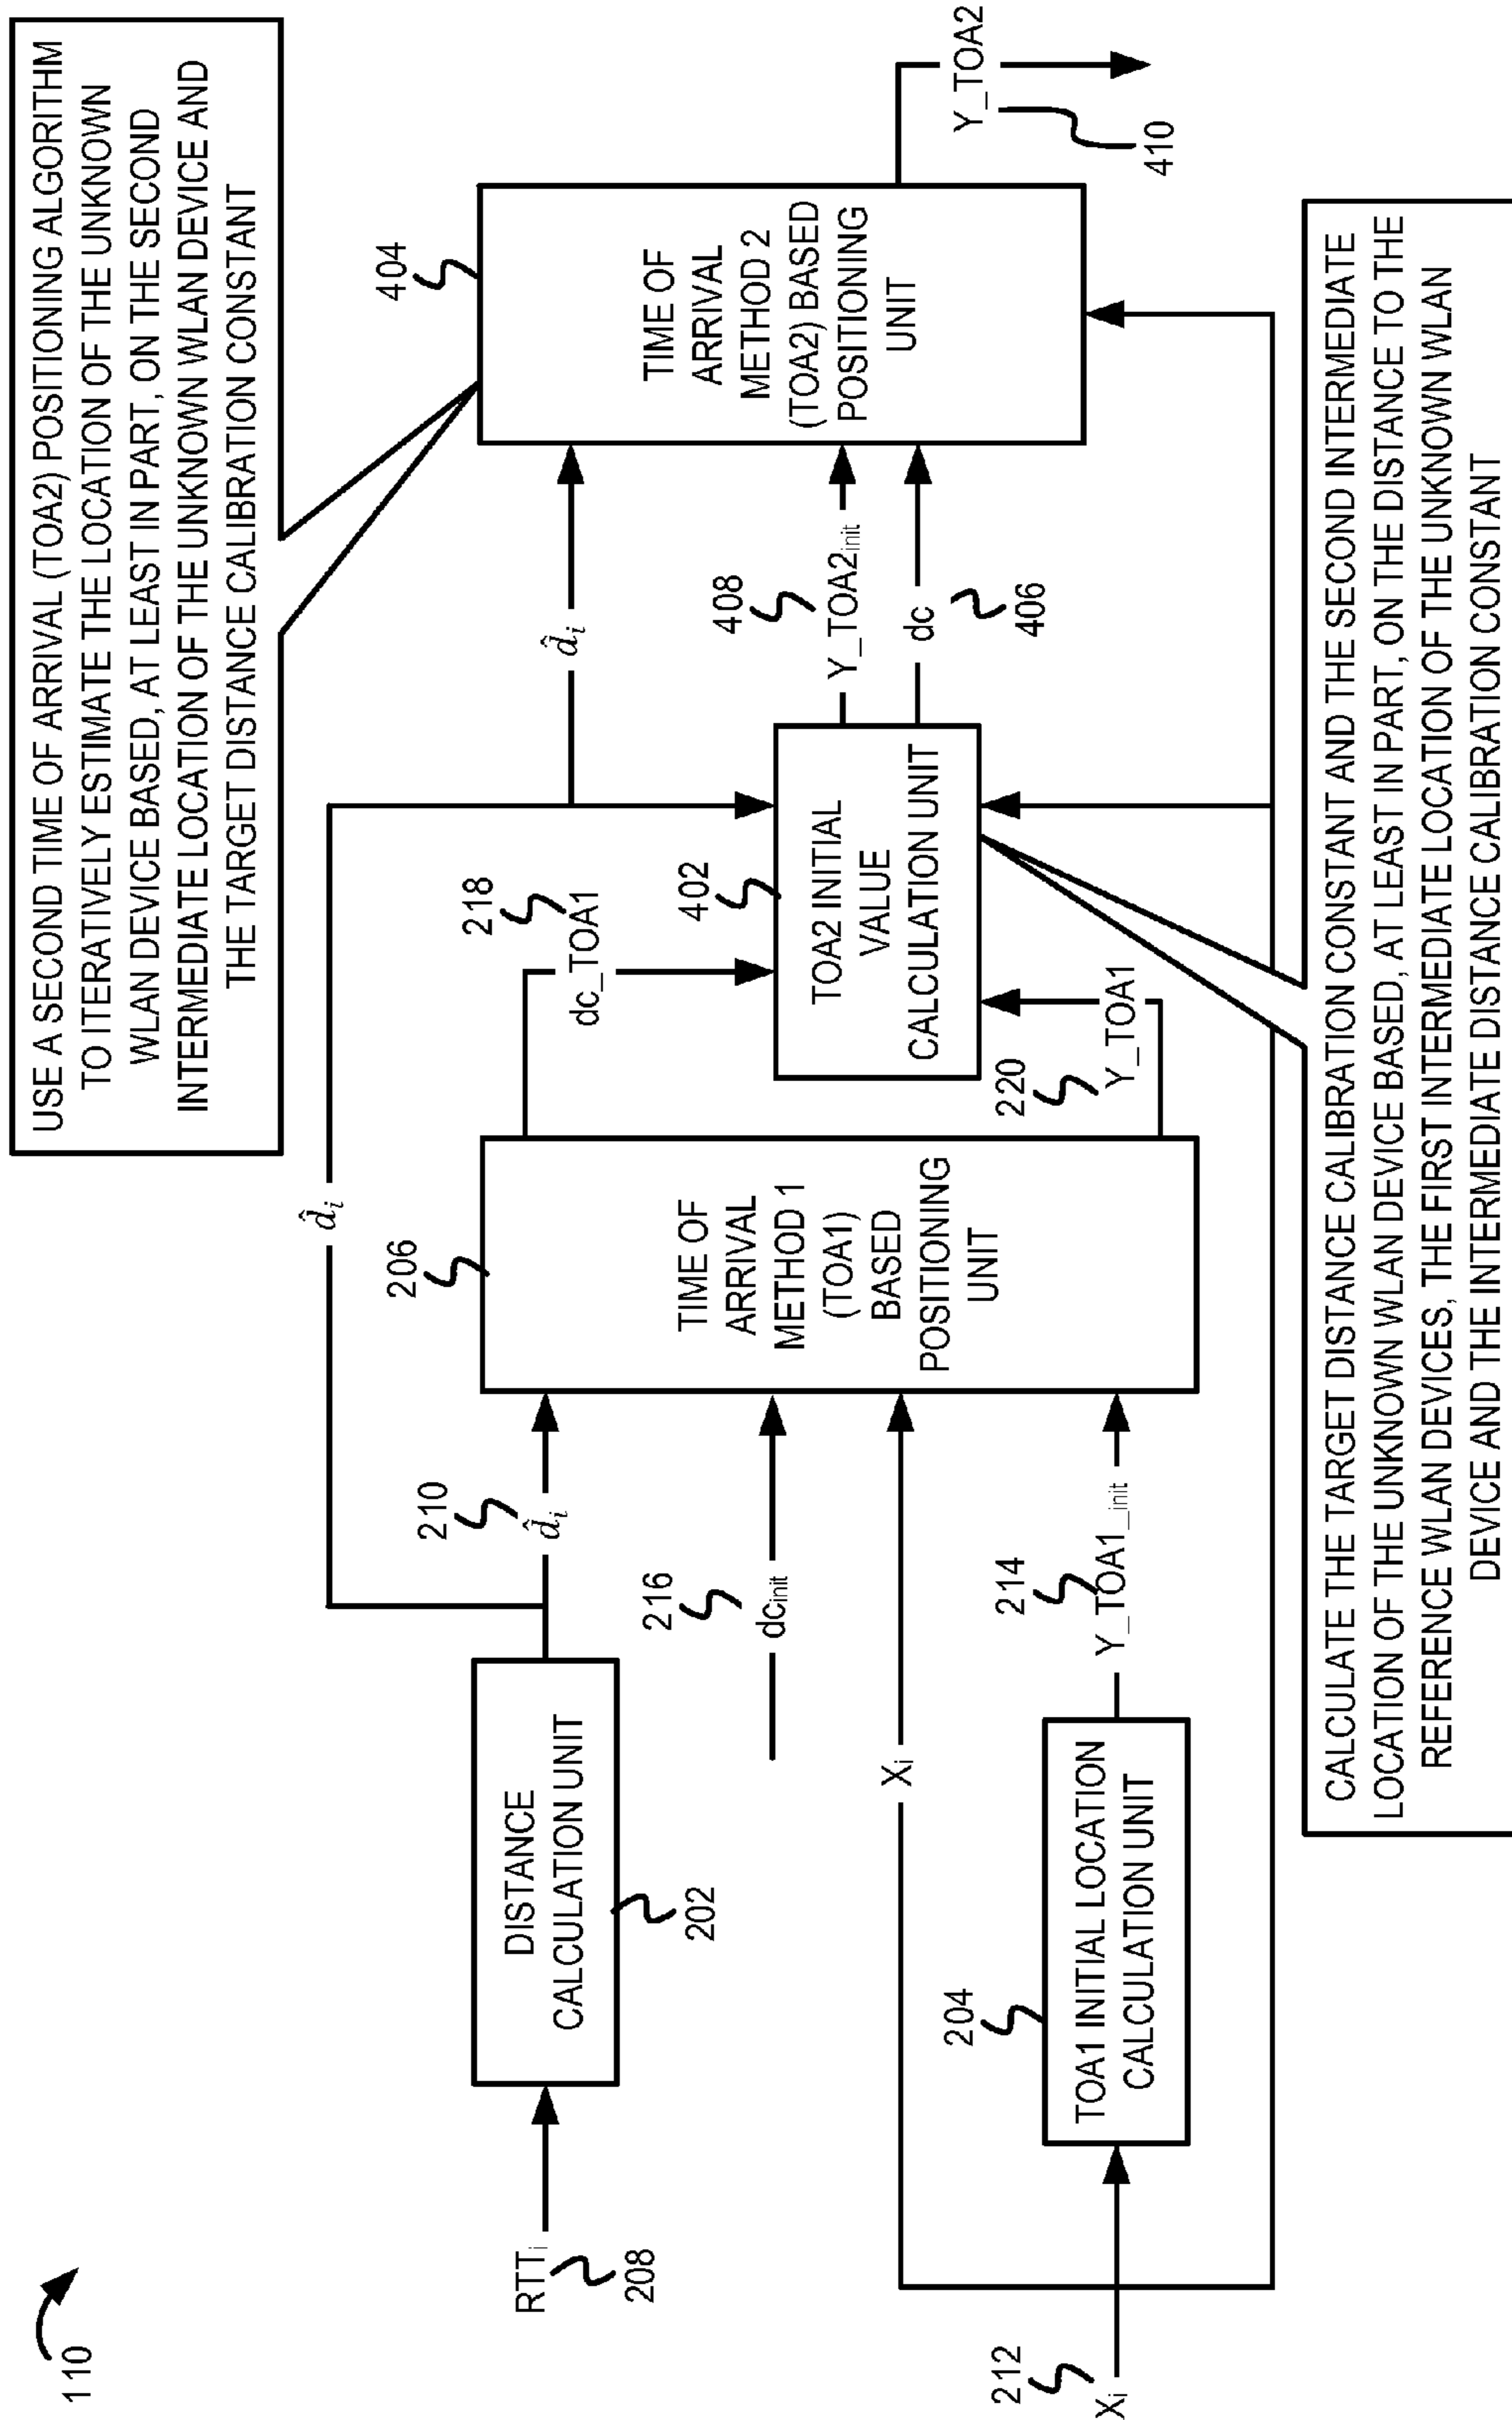 110
USE A SECOND TIME OF ARRIVAL (TOA2) POSITIONING ALGORITHM
TO ITERATIVELY ESTIMATE THE LOCATION OF THE UNKNOWN
WLAN DEVICE BASED, AT LEAST IN PART, ON THE SECOND
INTERMEDIATE LOCATION OF THE UNKNOWN WLAN DEVICE AND
THE TARGET DISTANCE CALIBRATION CONSTANT
RTTᵢ
208
DISTANCE
CALCULATION UNIT
202
210
d̂ᵢ
d̂ᵢ
216
dc_init
Xᵢ
212
Xᵢ
204
TOA1 INITIAL LOCATION
CALCULATION UNIT
214
Y_TOA1_init
206
TIME OF
ARRIVAL
METHOD 1
(TOA1)
BASED
POSITIONING
UNIT
218
dc_TOA1
220
Y_TOA1
402
TOA2 INITIAL
VALUE
CALCULATION UNIT
d̂ᵢ
408
Y_TOA2init
dc
406
404
TIME OF
ARRIVAL
METHOD 2
(TOA2) BASED
POSITIONING
UNIT
Y_TOA2
410
CALCULATE THE TARGET DISTANCE CALIBRATION CONSTANT AND THE SECOND INTERMEDIATE
LOCATION OF THE UNKNOWN WLAN DEVICE BASED, AT LEAST IN PART, ON THE DISTANCE TO THE
REFERENCE WLAN DEVICES, THE FIRST INTERMEDIATE LOCATION OF THE UNKNOWN WLAN
DEVICE AND THE INTERMEDIATE DISTANCE CALIBRATION CONSTANT